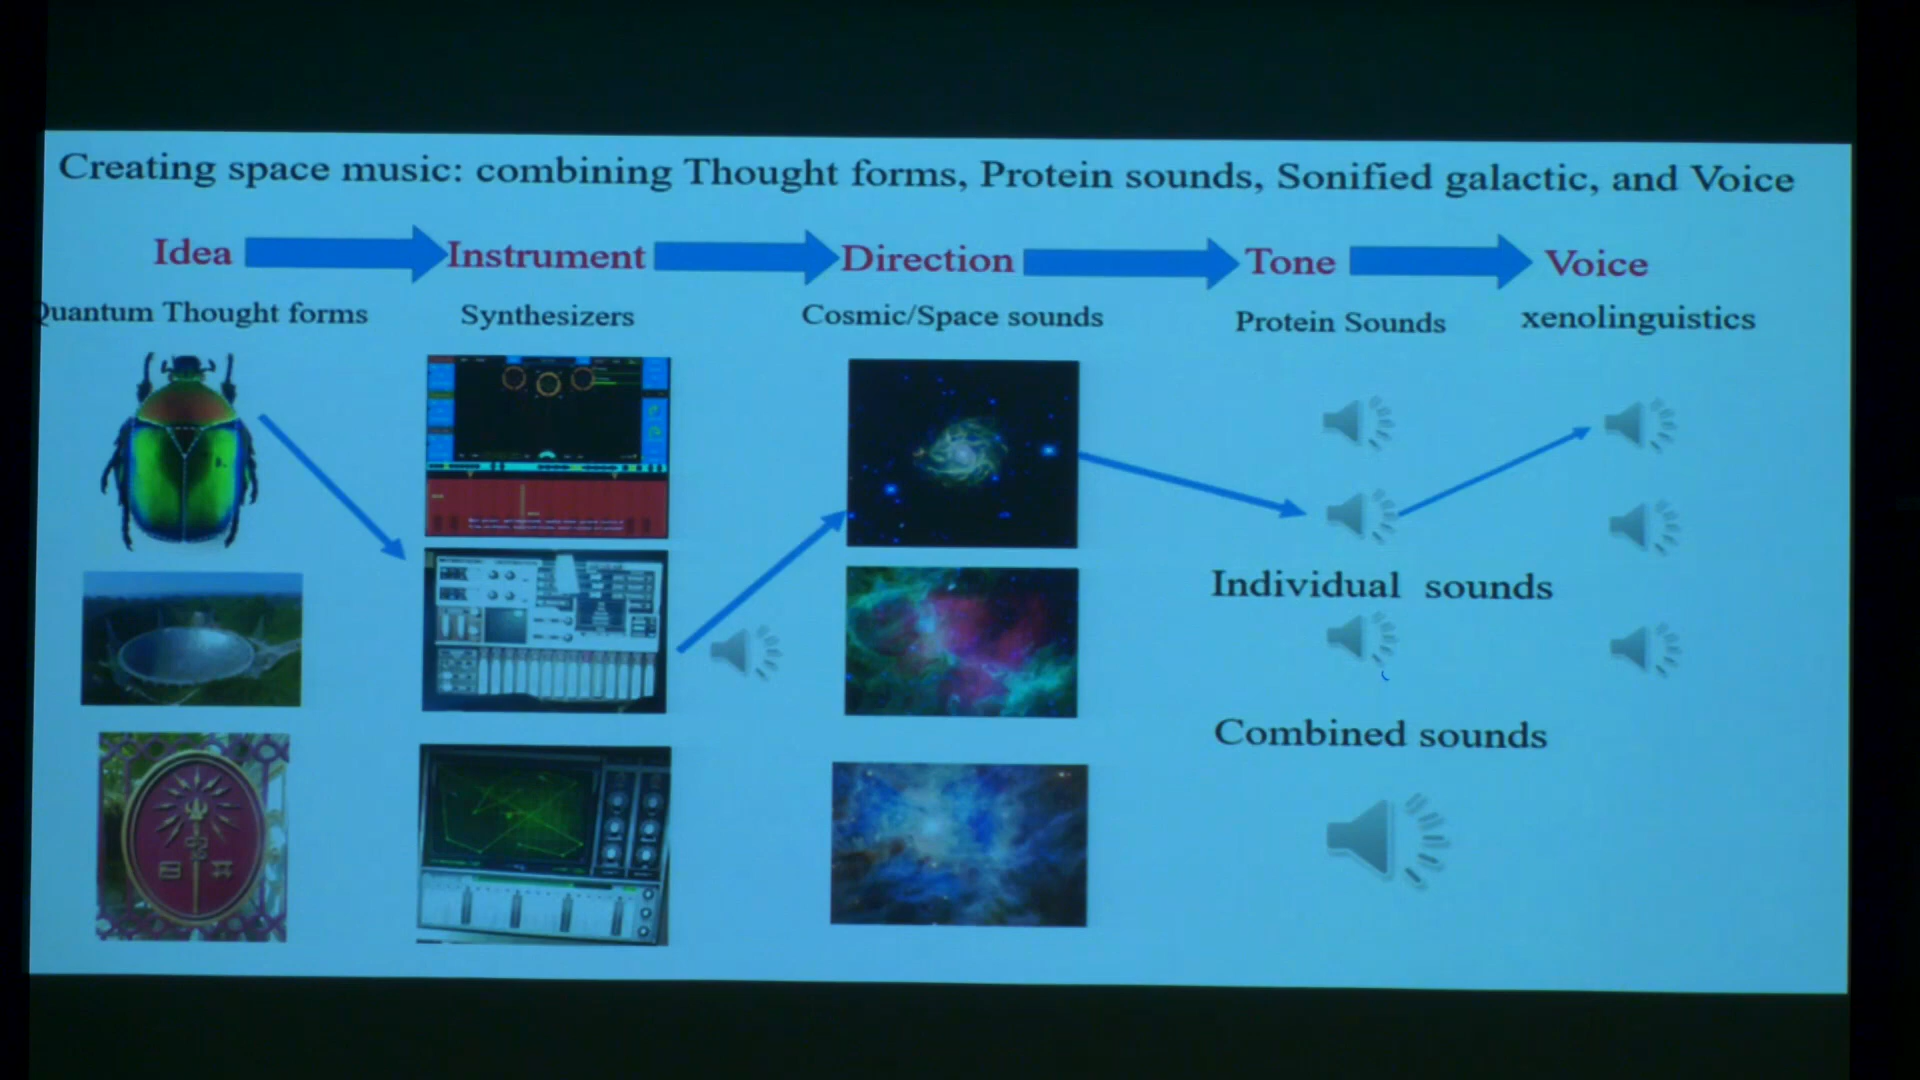 Creating space music: combining Thought forms, Protein sounds, Sonified galactic, and Voice
Idea Instrument Direction Tone Voice
Quantum Thought forms Synthesizers Cosmic/Space sounds Protein Sounds xenolinguistics
Individual sounds
Combined sounds